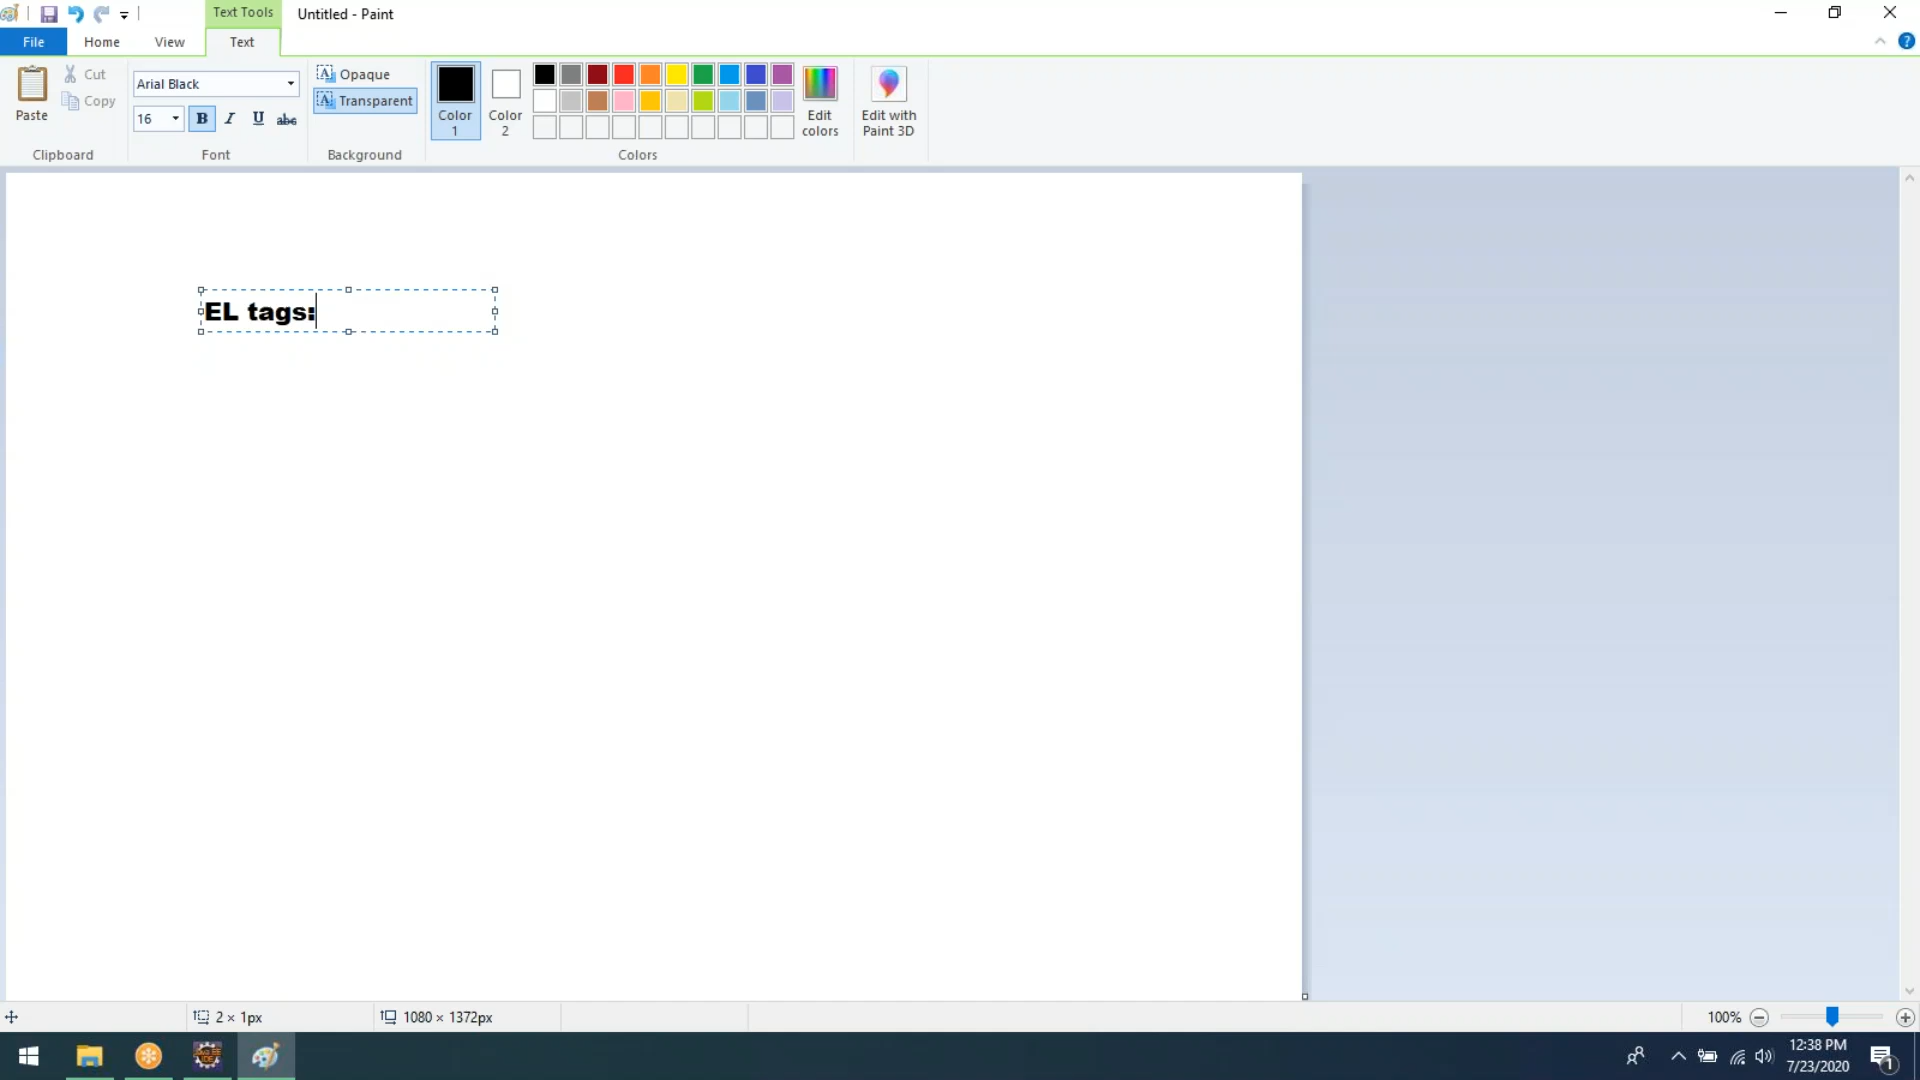 Text Tools
Untitled - Paint
File
Home
View
Text
Paste
Cut
Copy
Clipboard
Arial Black
16
B
I
U
abc
Font
Opaque
Transparent
Background
Color
1
Color
2
Edit
colors
Colors
Edit with
Paint 3D
EL tags:
2 × 1px
1080 × 1372px
100%
12:38 PM
7/23/2020
1